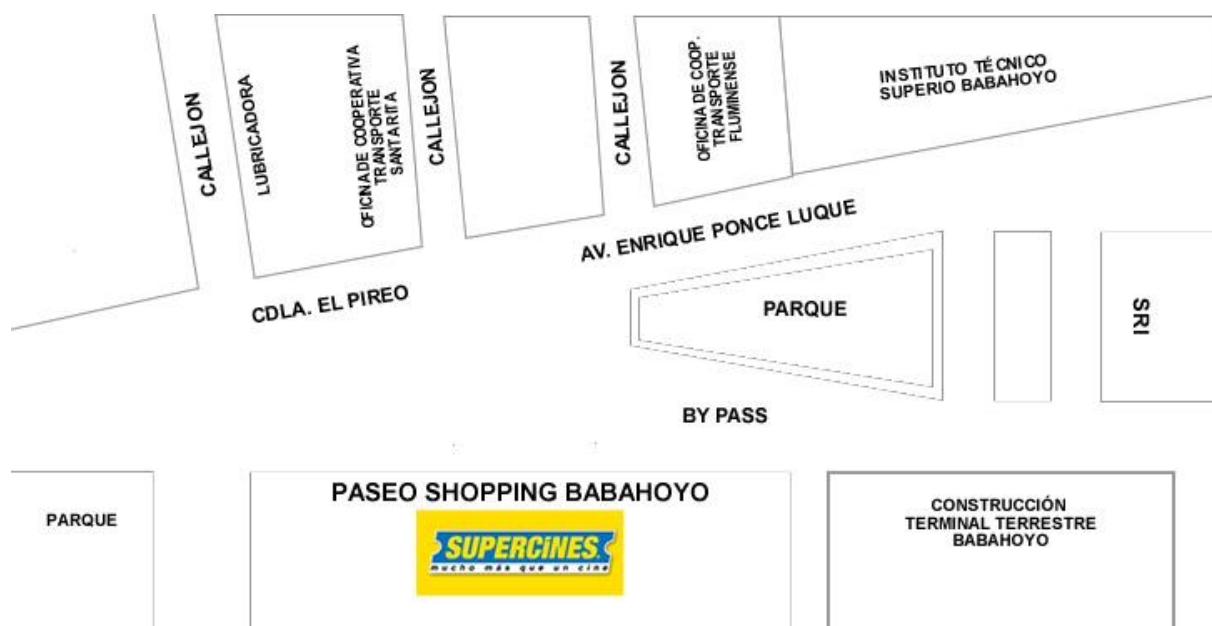 CALLEJON
LUBRICADORA
OFICINA DE COOPERATIVA
TRANSPORTE
SANTA RITA
CALLEJON
CALLEJON
OFICINA DE COOP.
TRANSPORTE
FLUMINENSE
INSTITUTO TÉCNICO
SUPERIO BABAHOYO
AV. ENRIQUE PONCE LUQUE
CDLA. EL PIREO
PARQUE
SRI
BY PASS
PARQUE
PASEO SHOPPING BABAHOYO
SUPERCINES
mucho más que un cine
CONSTRUCCIÓN
TERMINAL TERRESTRE
BABAHOYO